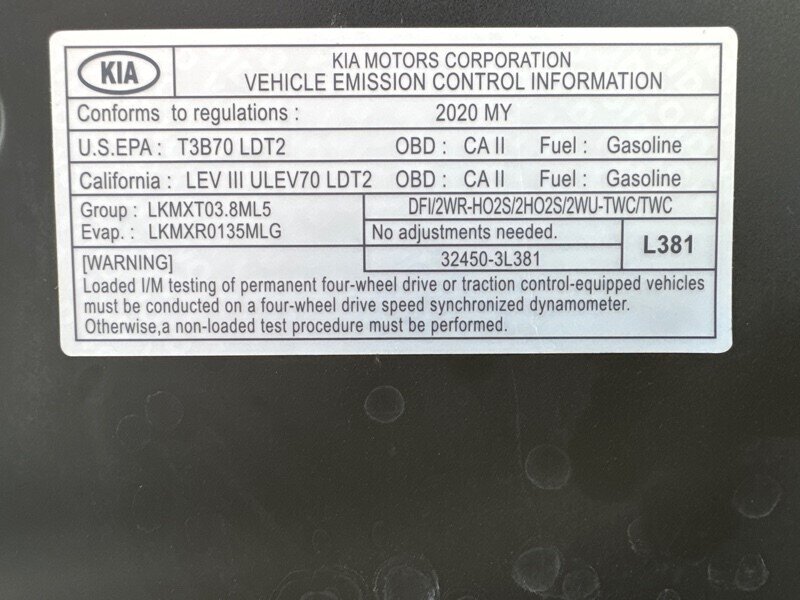 KIA
KIA MOTORS CORPORATION
VEHICLE EMISSION CONTROL INFORMATION
Conforms to regulations : 2020 MY
U.S.EPA : T3B70 LDT2 OBD : CA II Fuel : Gasoline
California : LEV III ULEV70 LDT2 OBD : CA II Fuel : Gasoline
Group : LKMXT03.8ML5 DFI/2WR-HO2S/2HO2S/2WU-TWC/TWC
Evap. : LKMXR0135MLG No adjustments needed. L381
32450-3L381
[WARNING]
Loaded I/M testing of permanent four-wheel drive or traction control-equipped vehicles
must be conducted on a four-wheel drive speed synchronized dynamometer.
Otherwise,a non-loaded test procedure must be performed.